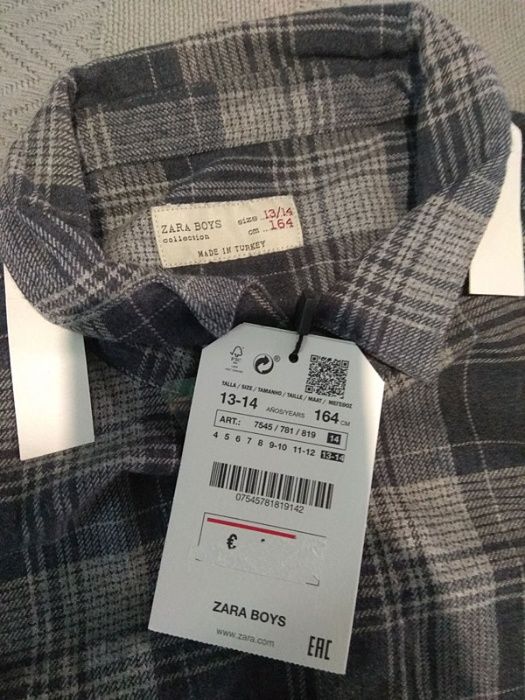 ZARA BOYS
collection
size 13/14
cm 164
MADE IN TURKEY
FSC
TALLA / SIZE / TAMANHO / TAILLE / MAAT / ΜΕΓΕΘΟΣ
13-14 AÑOS/YEARS 164 CM
ART.: 7545 / 781 / 819 14
4 5 6 7 8 9-10 11-12 13-14
07545781819142
€
ZARA BOYS
www.zara.com
EAC